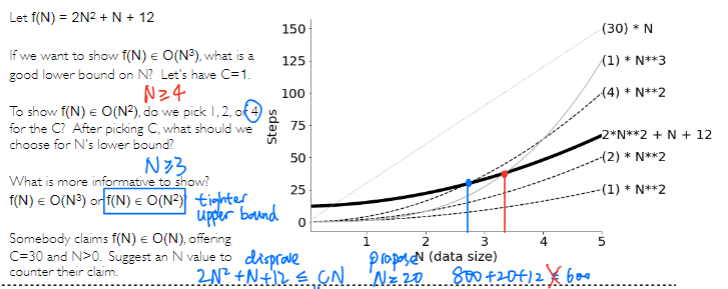 Let f(N) = 2N² + N + 12
If we want to show f(N) ∈ O(N³), what is a
good lower bound on N? Let's have C=1.
N≥4
To show f(N) ∈ O(N²), do we pick 1, 2, or 4
for the C? After picking C, what should we
choose for N's lower bound?
N≥3
What is more informative to show?
f(N) ∈ O(N³) or f(N) ∈ O(N²)?
tighter
upper bound
Somebody claims f(N) ∈ O(N), offering
C=30 and N>0. Suggest an N value to
counter their claim.
disprove
2N²+N+12 ≤ CN
propose
N=20
800+20+12 ≤ 600
150
125
100
75
50
25
0
Steps
1
2
3
4
5
N (data size)
(30) * N
(1) * N**3
(4) * N**2
2*N**2 + N + 12
(2) * N**2
(1) * N**2